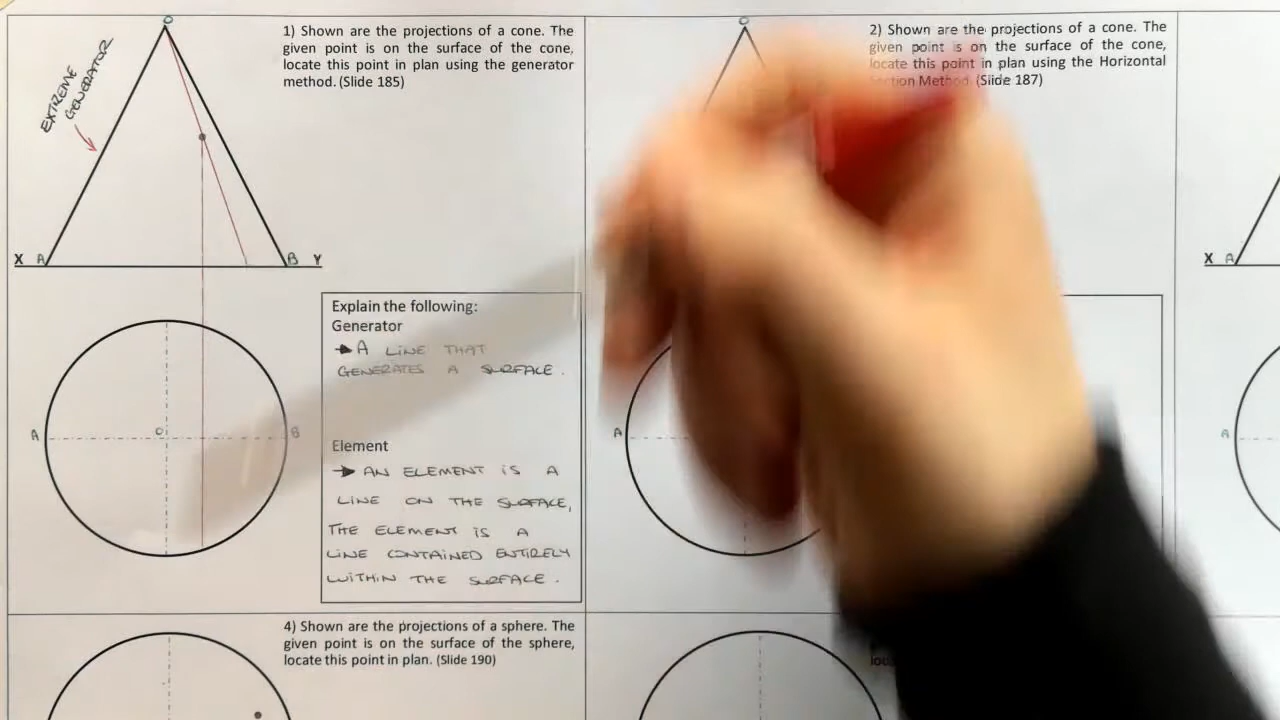 O
1) Shown are the projections of a cone. The
given point is on the surface of the cone,
locate this point in plan using the generator
method. (Slide 185)
EXTREME
GENERATOR
X A B Y
A O B
Explain the following:
Generator
→ A LINE THAT
GENERATES A SURFACE.
Element
→ AN ELEMENT IS A
LINE ON THE SURFACE,
THE ELEMENT IS A
LINE CONTAINED ENTIRELY
WITHIN THE SURFACE.
O
2) Shown are the projections of a cone. The
given point is on the surface of the cone,
locate this point in plan using the Horizontal
Section Method. (Slide 187)
A
X A
A
4) Shown are the projections of a sphere. The
given point is on the surface of the sphere,
locate this point in plan. (Slide 190)